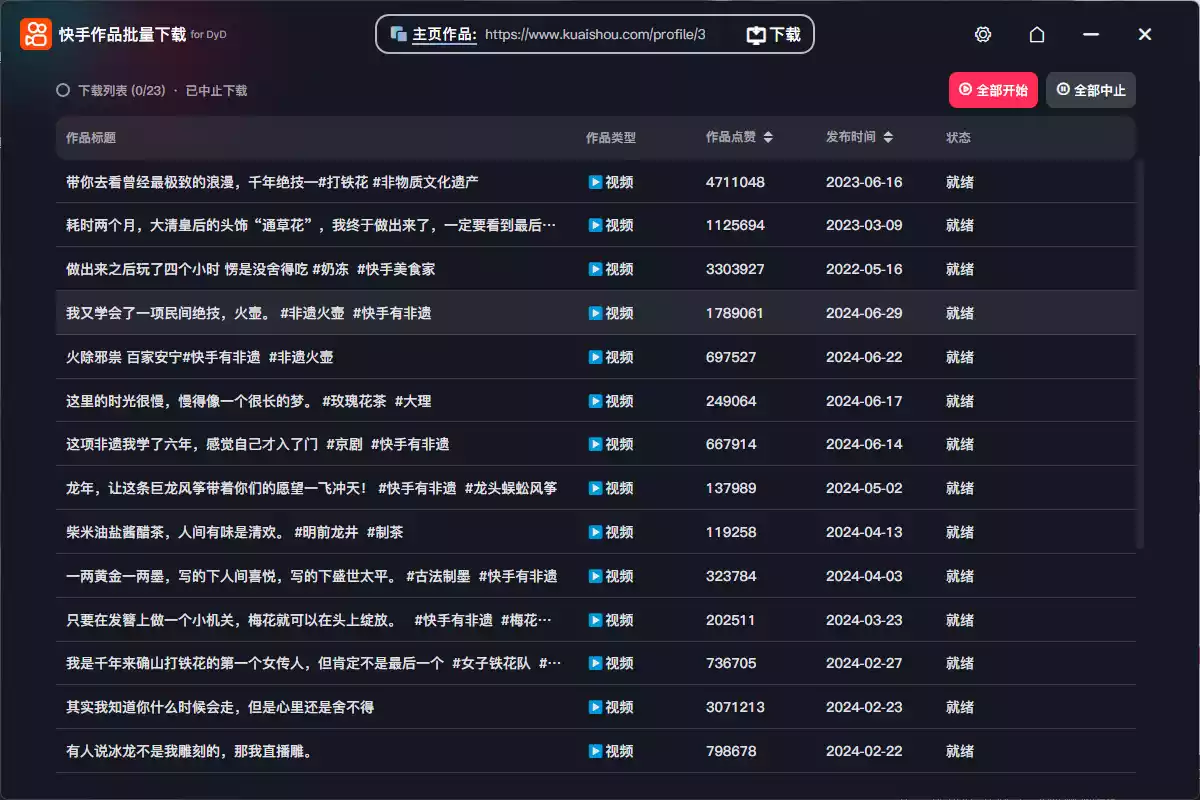 快手作品批量下载 for DyD
主页作品: https://www.kuaishou.com/profile/3 下载
下载列表 (0/23) · 已中止下载 全部开始 全部中止
作品标题 作品类型 作品点赞 发布时间 状态
带你去看曾经最极致的浪漫，千年绝技—#打铁花 #非物质文化遗产 视频 4711048 2023-06-16 就绪
耗时两个月，大清皇后的头饰“通草花”，我终于做出来了，一定要看到最后… 视频 1125694 2023-03-09 就绪
做出来之后玩了四个小时 愣是没舍得吃 #奶冻 #快手美食家 视频 3303927 2022-05-16 就绪
我又学会了一项民间绝技，火壶。 #非遗火壶 #快手有非遗 视频 1789061 2024-06-29 就绪
火除邪祟 百家安宁#快手有非遗 #非遗火壶 视频 697527 2024-06-22 就绪
这里的时光很慢，慢得像一个很长的梦。 #玫瑰花茶 #大理 视频 249064 2024-06-17 就绪
这项非遗我学了六年，感觉自己才入了门 #京剧 #快手有非遗 视频 667914 2024-06-14 就绪
龙年，让这条巨龙风筝带着你们的愿望一飞冲天！ #快手有非遗 #龙头蜈蚣风筝 视频 137989 2024-05-02 就绪
柴米油盐酱醋茶，人间有味是清欢。 #明前龙井 #制茶 视频 119258 2024-04-13 就绪
一两黄金一两墨，写的下人间喜悦，写的下盛世太平。 #古法制墨 #快手有非遗 视频 323784 2024-04-03 就绪
只要在发簪上做一个小机关，梅花就可以在头上绽放。 #快手有非遗 #梅花… 视频 202511 2024-03-23 就绪
我是千年来确山打铁花的第一个女传人，但肯定不是最后一个 #女子铁花队 #… 视频 736705 2024-02-27 就绪
其实我知道你什么时候会走，但是心里还是舍不得 视频 3071213 2024-02-23 就绪
有人说冰龙不是我雕刻的，那我直播雕。 视频 798678 2024-02-22 就绪